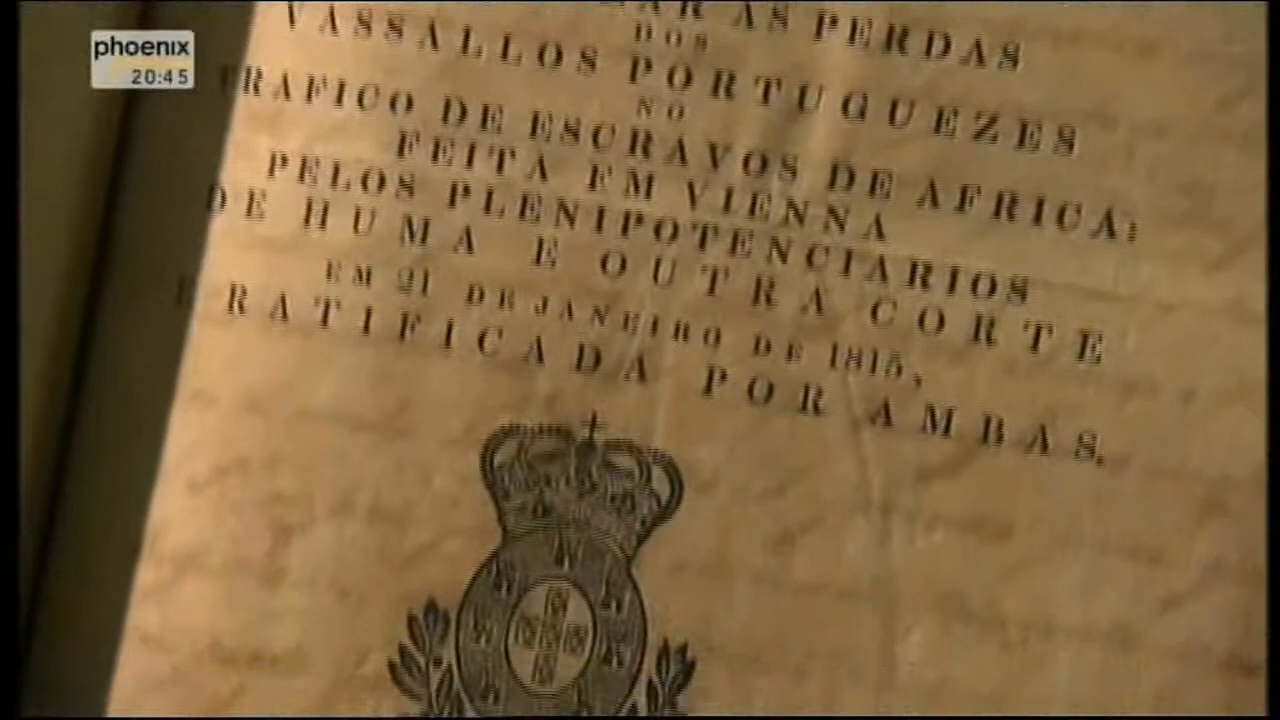 phoenix
20:45
AS PERDAS
DOS
VASSALLOS PORTUGUEZES
NO
TRAFICO DE ESCRAVOS DE AFRICA:
FEITA EM VIENNA
PELOS PLENIPOTENCIARIOS
DE HUMA E OUTRA CORTE
EM 21 DE JANEIRO DE 1815,
E RATIFICADA POR AMBAS.